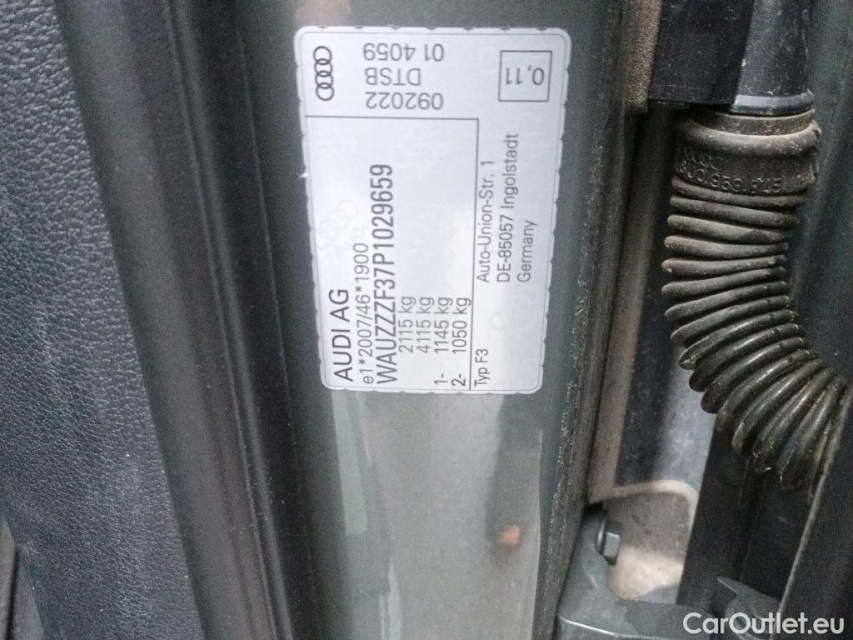 AUDI AG
e1*2007/46*1900
WAUZZZF37P1029659
2115 kg
4115 kg
1- 1145 kg
2- 1050 kg
Typ F3
Auto-Union-Str. 1
DE-85057 Ingolstadt
Germany
092022
DTSB
01 4059
0,11
CarOutlet.eu